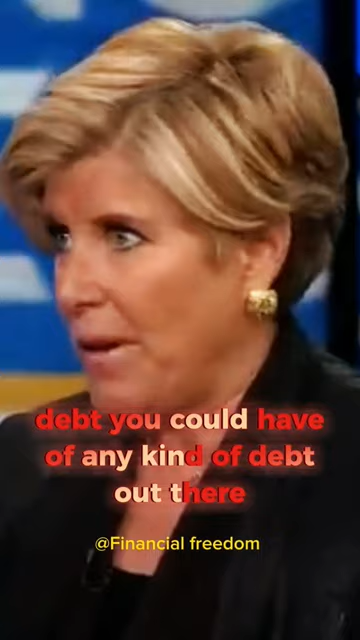 debt you could have
of any kind of debt
out there
@Financial freedom